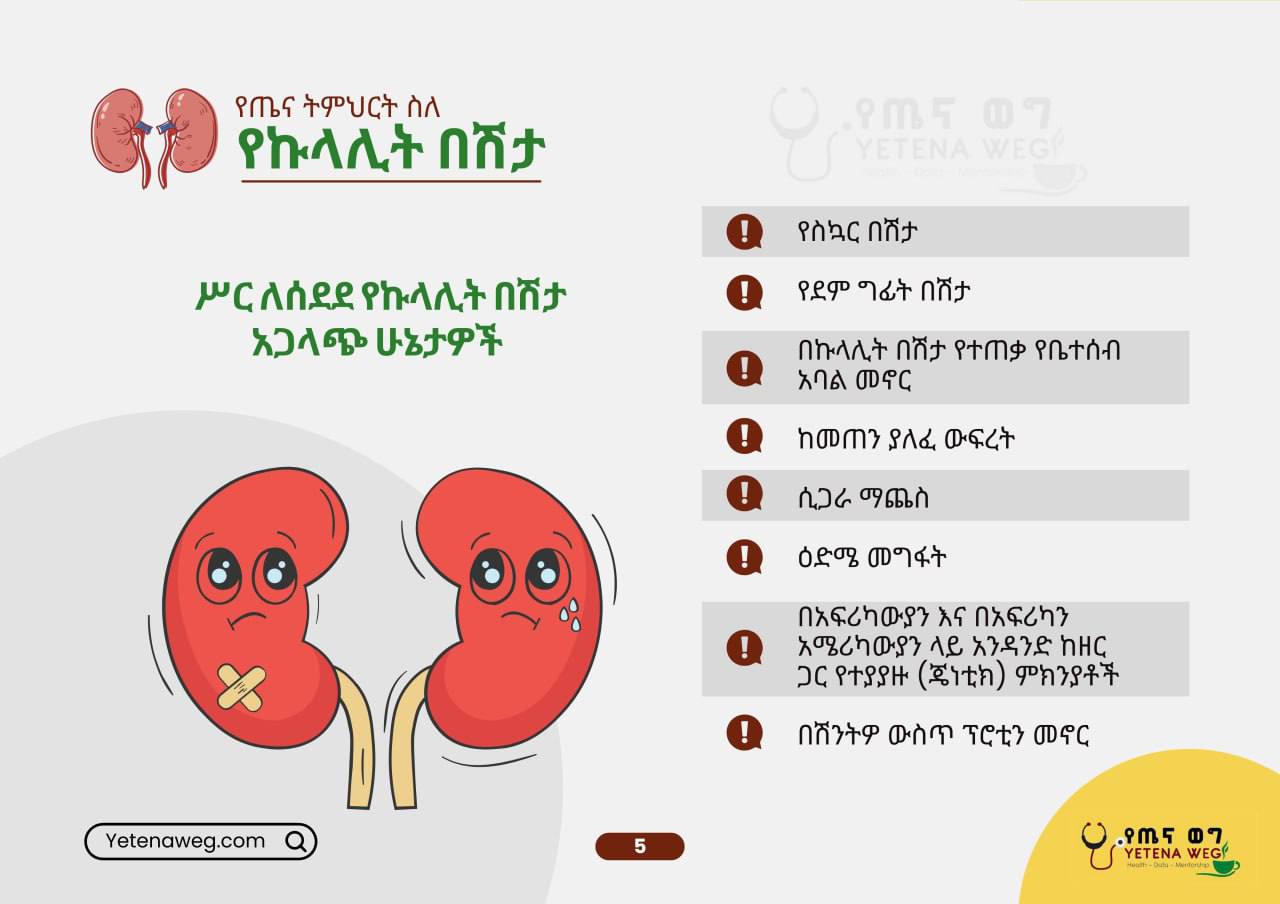 የጤና ትምህርት ስለ
የኩላሊት በሽታ
ሥር ለሰደደ የኩላሊት በሽታ
አጋላጭ ሁኔታዎች
የጤና ወግ
YETENA WEG
Health - Data - Mentorship
የስኳር በሽታ
የደም ግፊት በሽታ
በኩላሊት በሽታ የተጠቃ የቤተሰብ
አባል መኖር
ከመጠን ያለፈ ውፍረት
ሲጋራ ማጨስ
ዕድሜ መግፋት
በአፍሪካውያን እና በአፍሪካን
አሜሪካውያን ላይ አንዳንድ ከዘር
ጋር የተያያዙ (ጄነቲክ) ምክንያቶች
በሽንትዎ ውስጥ ፕሮቲን መኖር
Yetenaweg.com
5
የጤና ወግ
YETENA WEG
Health - Data - Mentorship